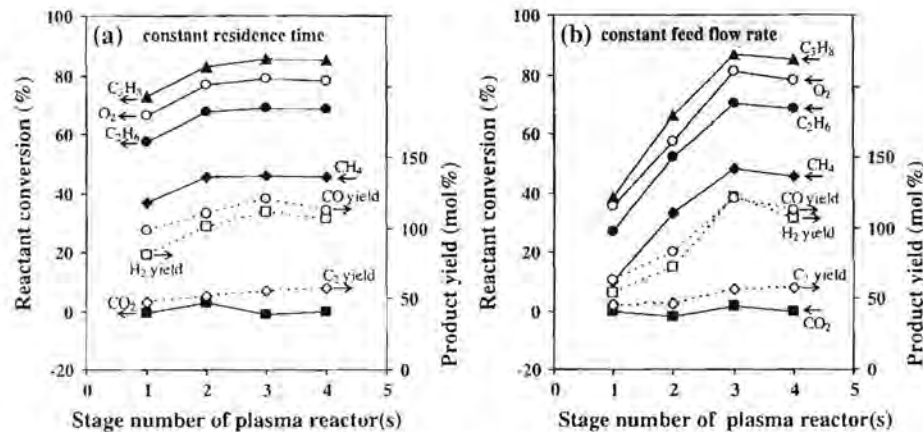 (a) constant residence time
Reactant conversion (%)
100
80
60
40
20
0
-20
C3H8
O2
C2H6
CH4
CO yield
H2 yield
C2 yield
CO2
150
100
50
0
Product yield (mol%)
0 1 2 3 4 5
Stage number of plasma reactor(s)
(b) constant feed flow rate
Reactant conversion (%)
100
80
60
40
20
0
-20
C3H8
O2
C2H6
CH4
CO yield
H2 yield
yield
CO2
150
100
50
0
Product yield (mol%)
0 1 2 3 4 5
Stage number of plasma reactor(s)